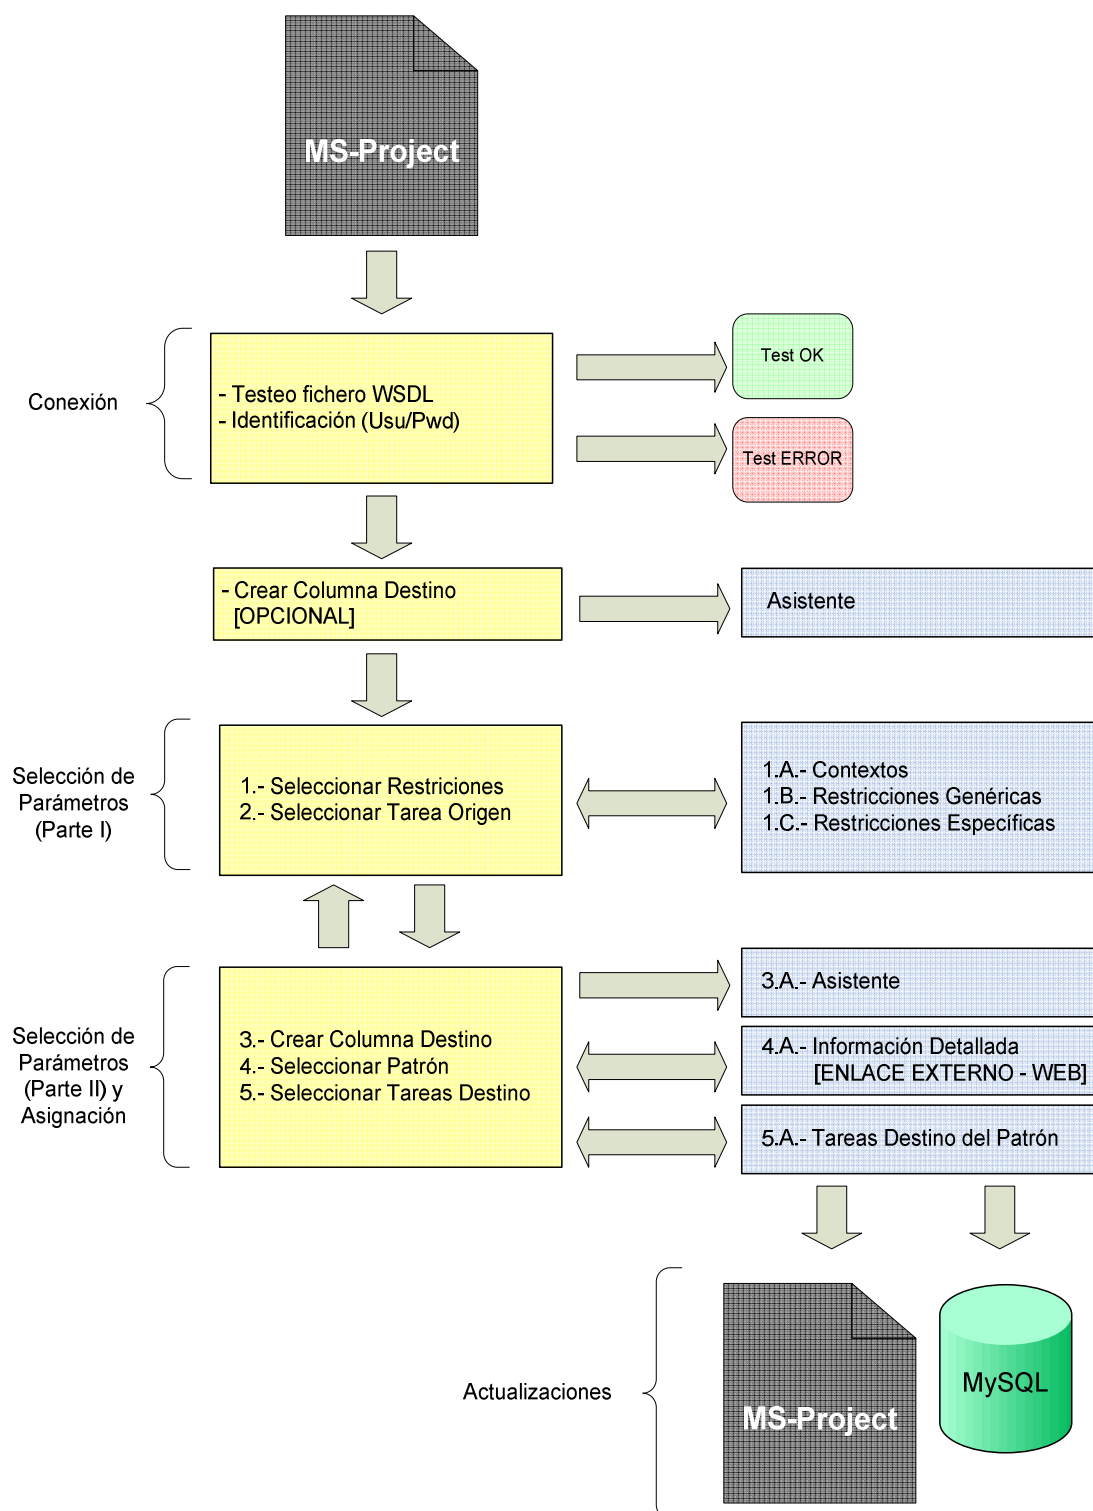 MS-Project
Conexión
- Testeo fichero WSDL
- Identificación (Usu/Pwd)
Test OK
Test ERROR
- Crear Columna Destino
[OPCIONAL]
Asistente
Selección de
Parámetros
(Parte I)
1.- Seleccionar Restriciones
2.- Seleccionar Tarea Origen
1.A.- Contextos
1.B.- Restricciones Genéricas
1.C.- Restricciones Específicas
Selección de
Parámetros
(Parte II) y
Asignación
3.- Crear Columna Destino
4.- Seleccionar Patrón
5.- Seleccionar Tareas Destino
3.A.- Asistente
4.A.- Información Detallada
[ENLACE EXTERNO - WEB]
5.A.- Tareas Destino del Patrón
Actualizaciones
MS-Project
MySQL